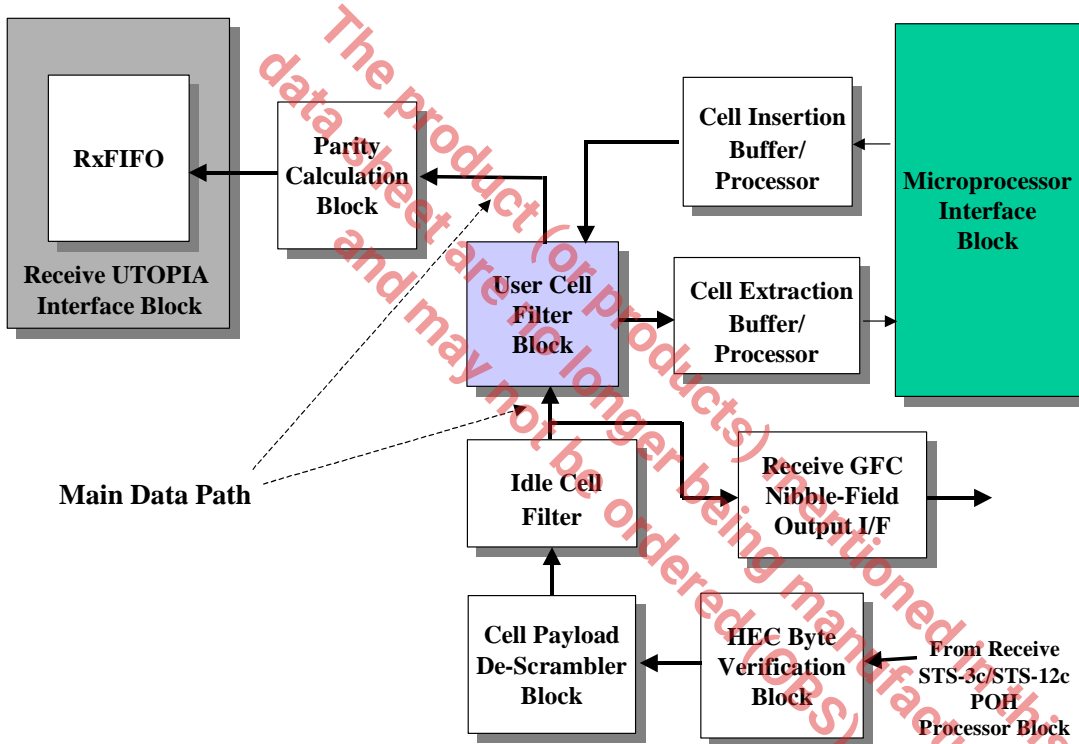 RxFIFO
Receive UTOPIA
Interface Block
Parity
Calculation
Block
Cell Insertion
Buffer/
Processor
Microprocessor
Interface
Block
User Cell
Filter
Block
Cell Extraction
Buffer/
Processor
Main Data Path
Idle Cell
Filter
Receive GFC
Nibble-Field
Output I/F
Cell Payload
De-Scrambler
Block
HEC Byte
Verification
Block
From Receive
STS-3c/STS-12c
POH
Processor Block
The product (or products) mentioned in this
data sheet are no longer being
and may not be ordered (OBS)